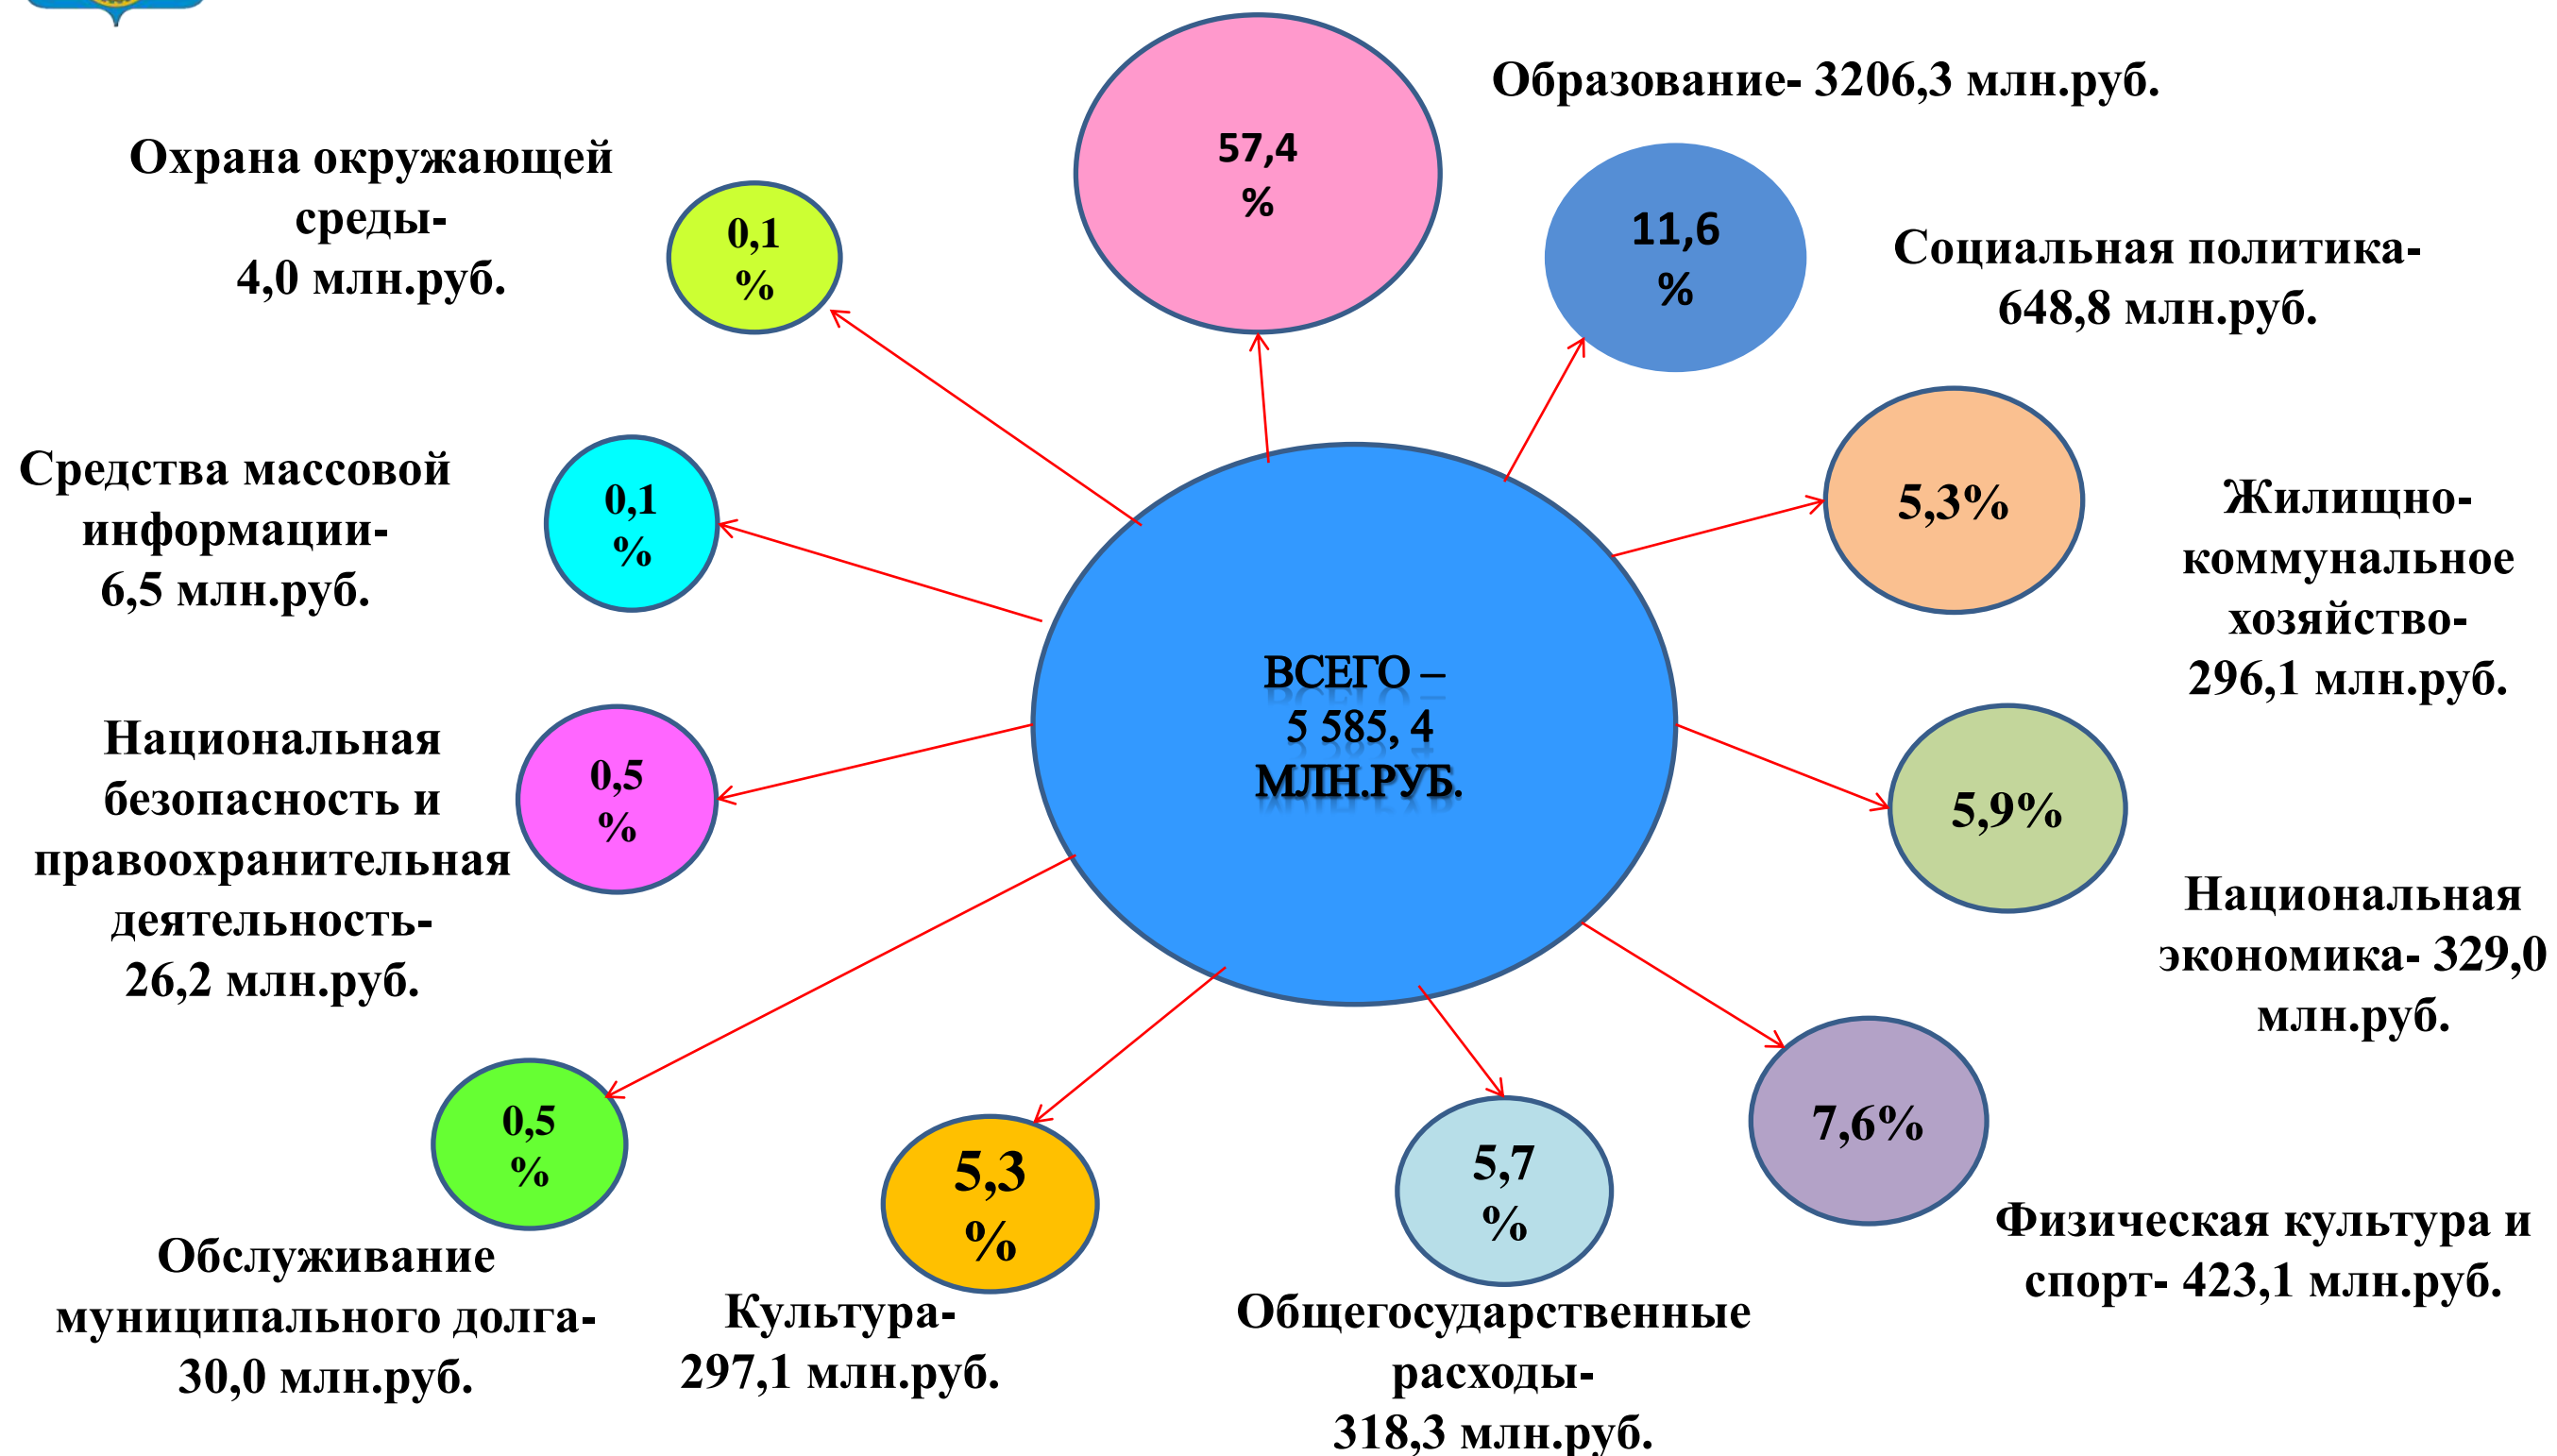 57,4
%
Образование- 3206,3 млн.руб.
11,6
%
Социальная политика-
648,8 млн.руб.
5,3%
Жилищно-
коммунальное
хозяйство-
296,1 млн.руб.
5,9%
Национальная
экономика- 329,0
млн.руб.
7,6%
Физическая культура и
спорт- 423,1 млн.руб.
5,7
%
Общегосударственные
расходы-
318,3 млн.руб.
5,3
%
Культура-
297,1 млн.руб.
0,5
%
Обслуживание
муниципального долга-
30,0 млн.руб.
0,5
%
Национальная
безопасность и
правоохранительная
деятельность-
26,2 млн.руб.
0,1
%
Средства массовой
информации-
6,5 млн.руб.
0,1
%
Охрана окружающей
среды-
4,0 млн.руб.
ВСЕГО –
5 585, 4
МЛН.РУБ.